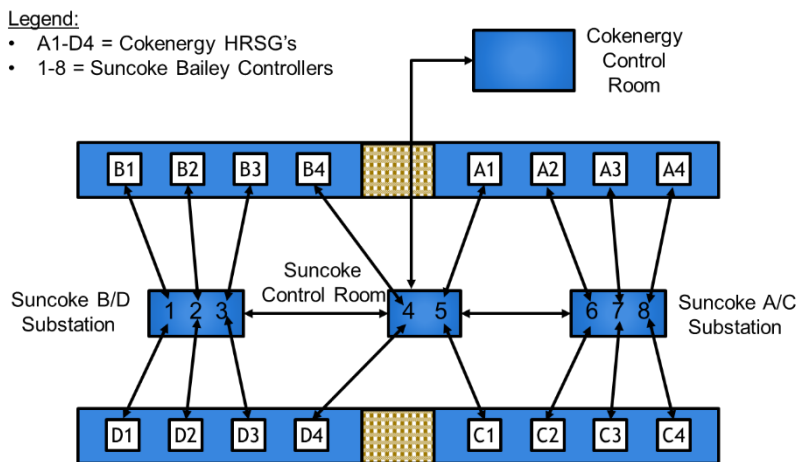 Legend:
• A1-D4 = Cokenergy HRSG's
• 1-8 = Suncoke Bailey Controllers
Cokenergy
Control
Room
B1 B2 B3 B4 A1 A2 A3 A4
Suncoke
Control Room
Suncoke B/D
Substation
1 2 3
4 5
6 7 8
Suncoke A/C
Substation
D1 D2 D3 D4 C1 C2 C3 C4